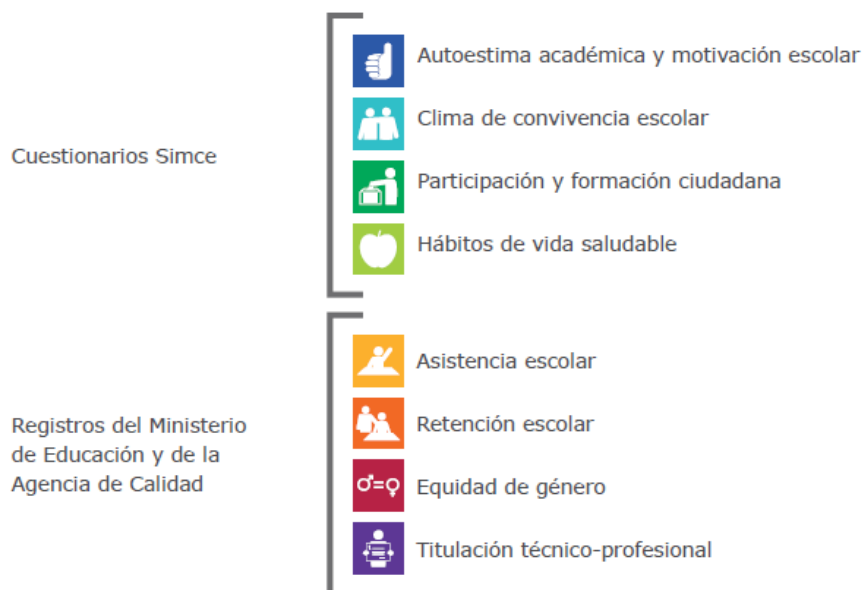 Cuestionarios Simce
Autoestima académica y motivación escolar
Clima de convivencia escolar
Participación y formación ciudadana
Hábitos de vida saludable
Registros del Ministerio
de Educación y de la
Agencia de Calidad
Asistencia escolar
Retención escolar
Equidad de género
Titulación técnico-profesional